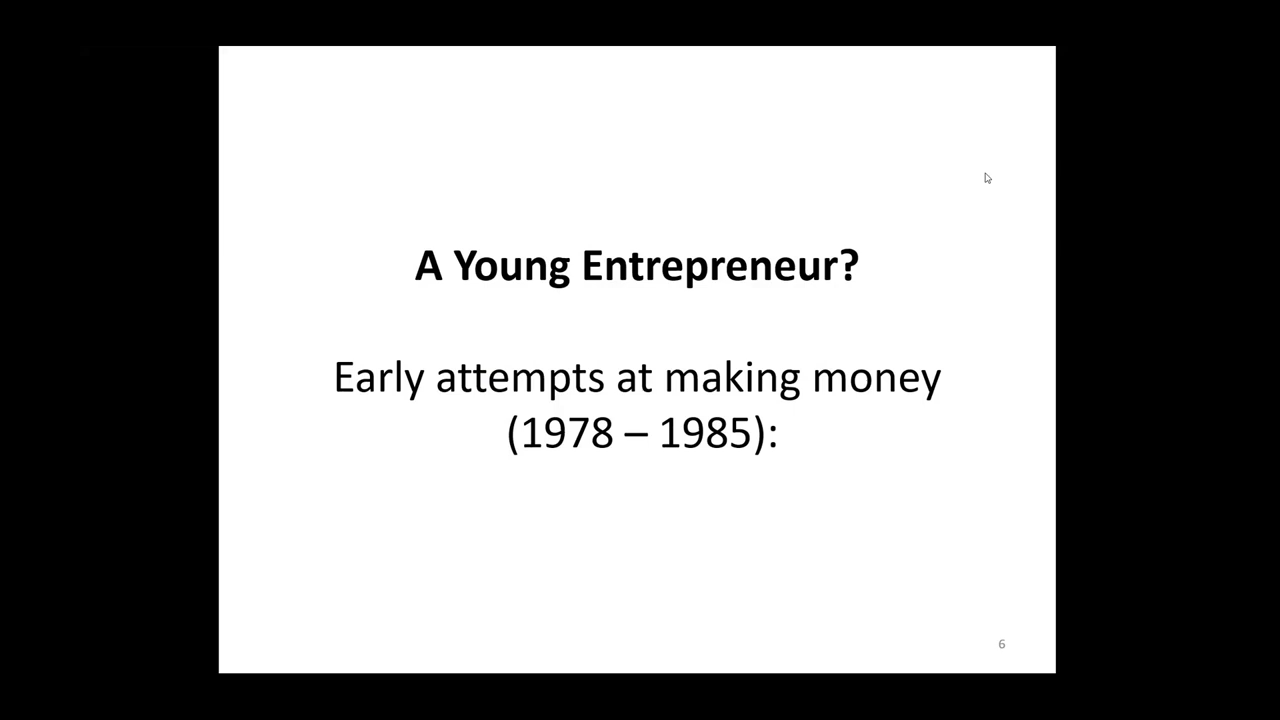 A Young Entrepreneur?
Early attempts at making money
(1978 – 1985):
6